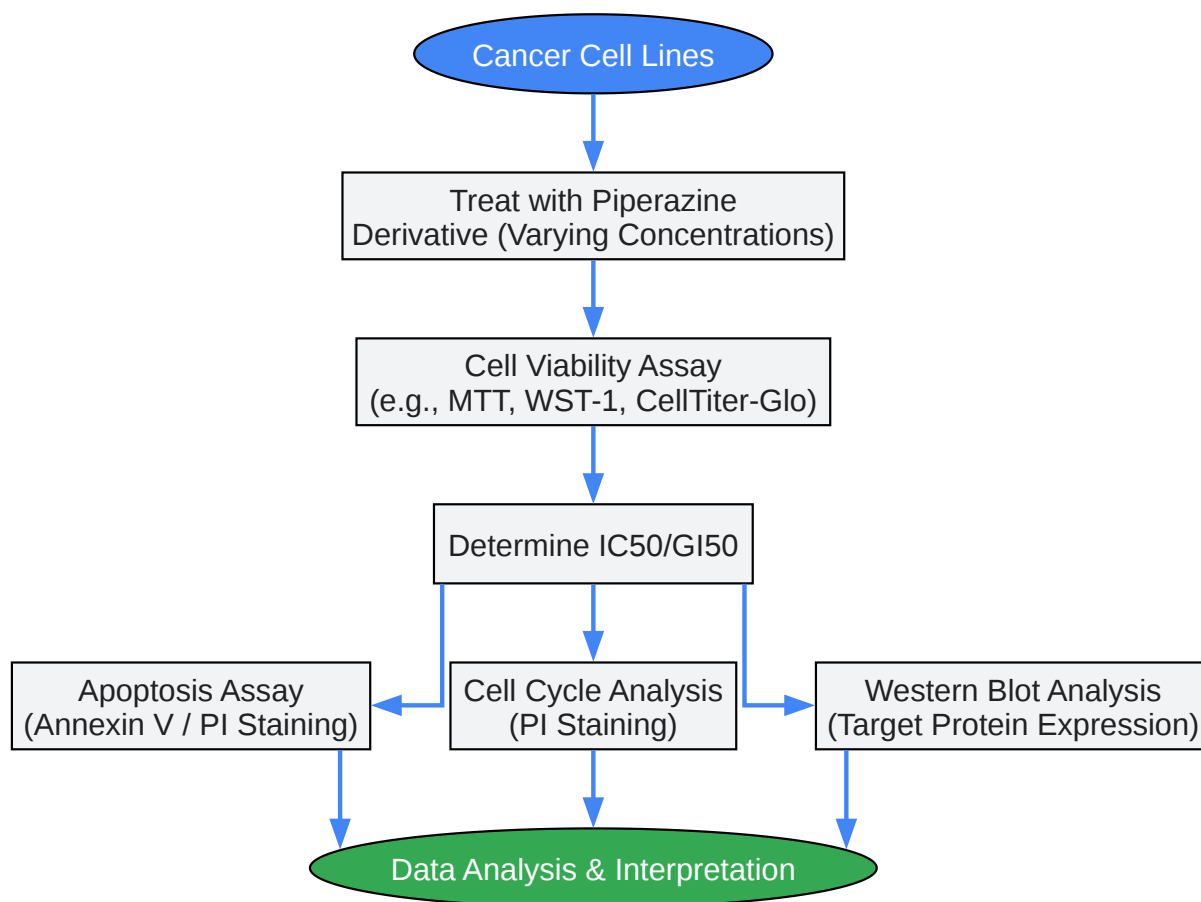 Cancer Cell Lines
Treat with Piperazine
Derivative (Varying Concentrations)
Cell Viability Assay
(e.g., MTT, WST-1, CellTiter-Glo)
Determine IC50/GI50
Apoptosis Assay
(Annexin V / PI Staining)
Cell Cycle Analysis
(PI Staining)
Western Blot Analysis
(Target Protein Expression)
Data Analysis & Interpretation